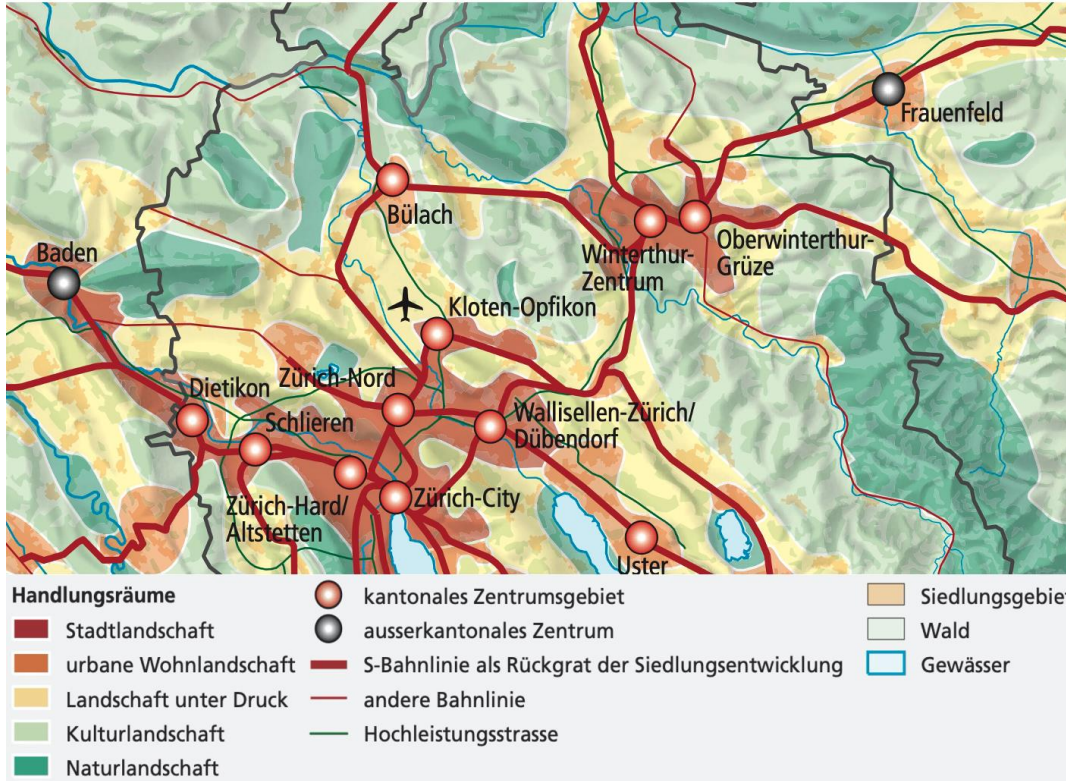 Frauenfeld
Bülach
Oberwinterthur-
Grüze
Winterthur-
Zentrum
Baden
Kloten-Opfikon
Zürich-Nord
Dietikon
Schlieren
Wallisellen-Zürich/
Dübendorf
Zürich-Hard/
Altstetten
Zürich-City
Uster
Handlungsräume
Stadtlandschaft
urbane Wohnlandschaft
Landschaft unter Druck
Kulturlandschaft
Naturlandschaft
kantonales Zentrumsgebiet
ausserkantonales Zentrum
S-Bahnlinie als Rückgrat der Siedlungsentwicklung
andere Bahnlinie
Hochleistungsstrasse
Siedlungsgebiet
Wald
Gewässer